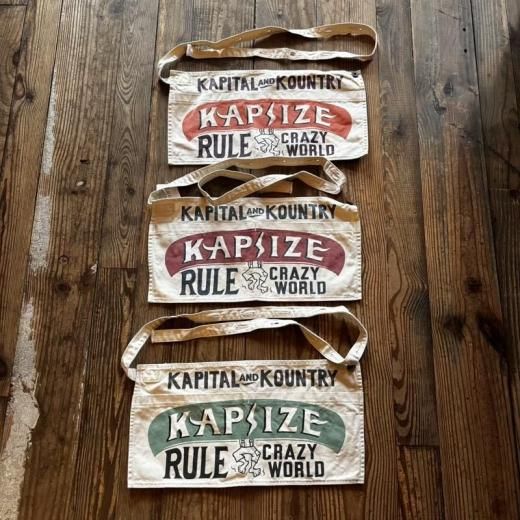 KAPITAL AND KOUNTRY
KAPSIZE
RULE CRAZY
WORLD
KAPITAL AND KOUNTRY
KAPSIZE
RULE CRAZY
WORLD
KAPITAL AND KOUNTRY
KAPSIZE
RULE CRAZY
WORLD